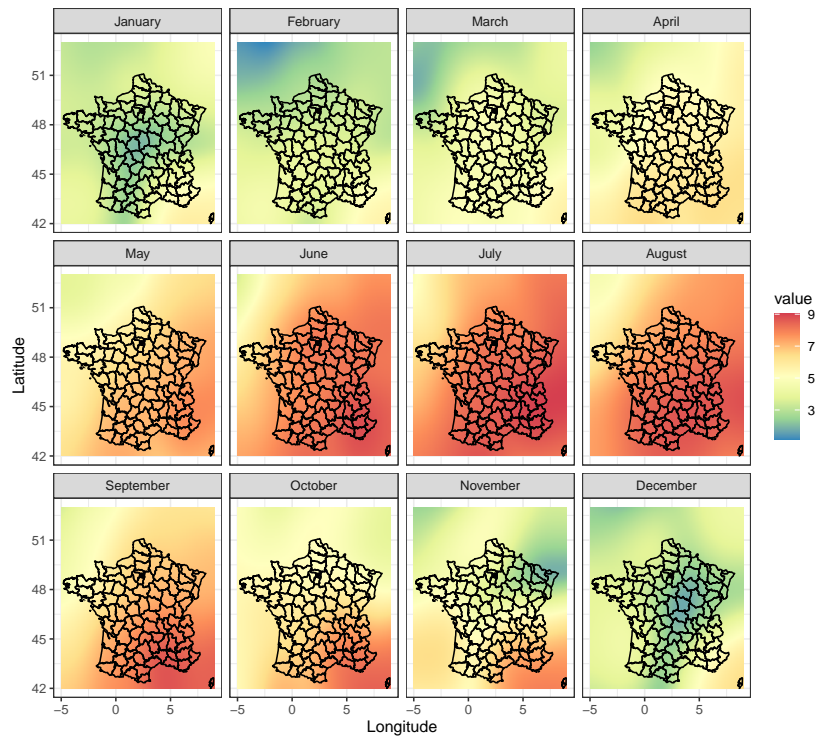 January February March April
51
48
45
42
May June July August
51
48
45
42
September October November December
51
48
45
42
−5 0 5 −5 0 5 −5 0 5 −5 0 5
Longitude
Latitude
value
9
7
5
3